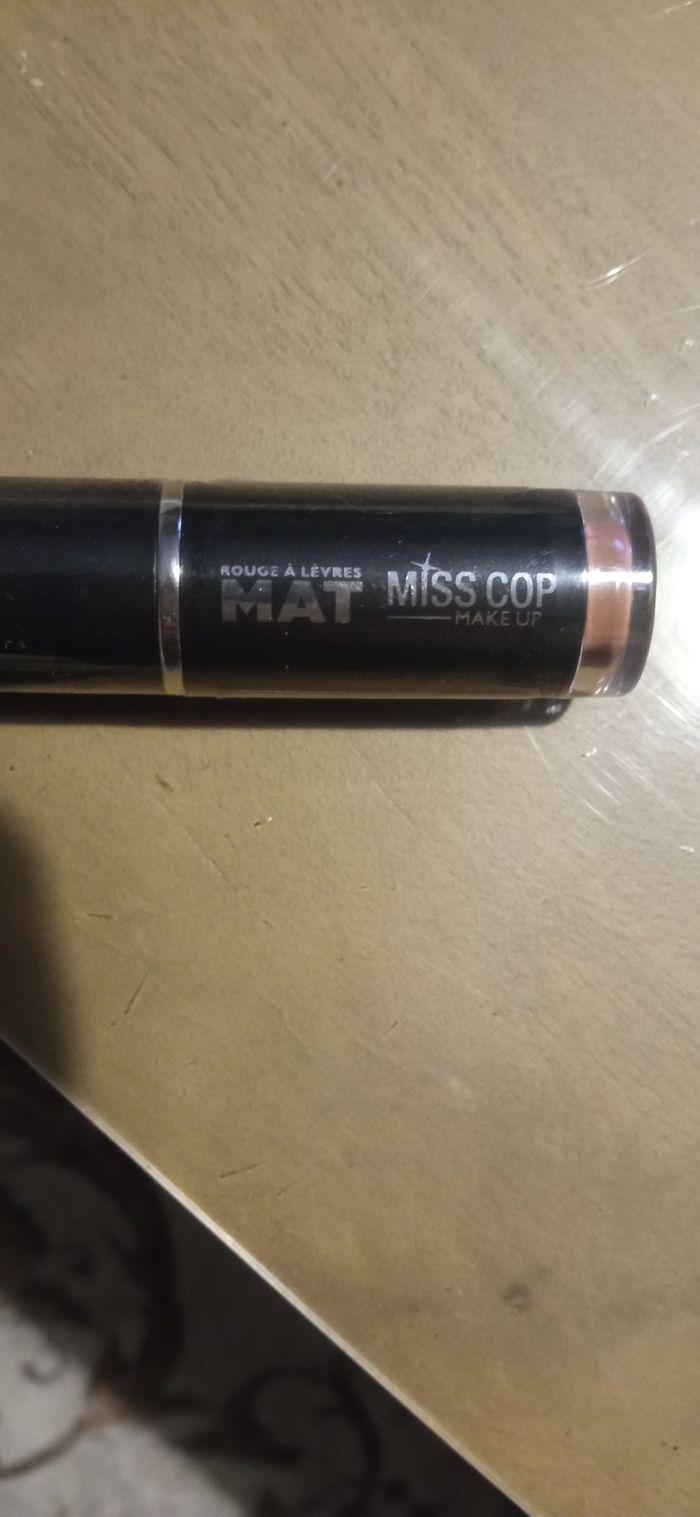 ROUGE À LÈVRES
MAT
MISS COP
MAKE UP